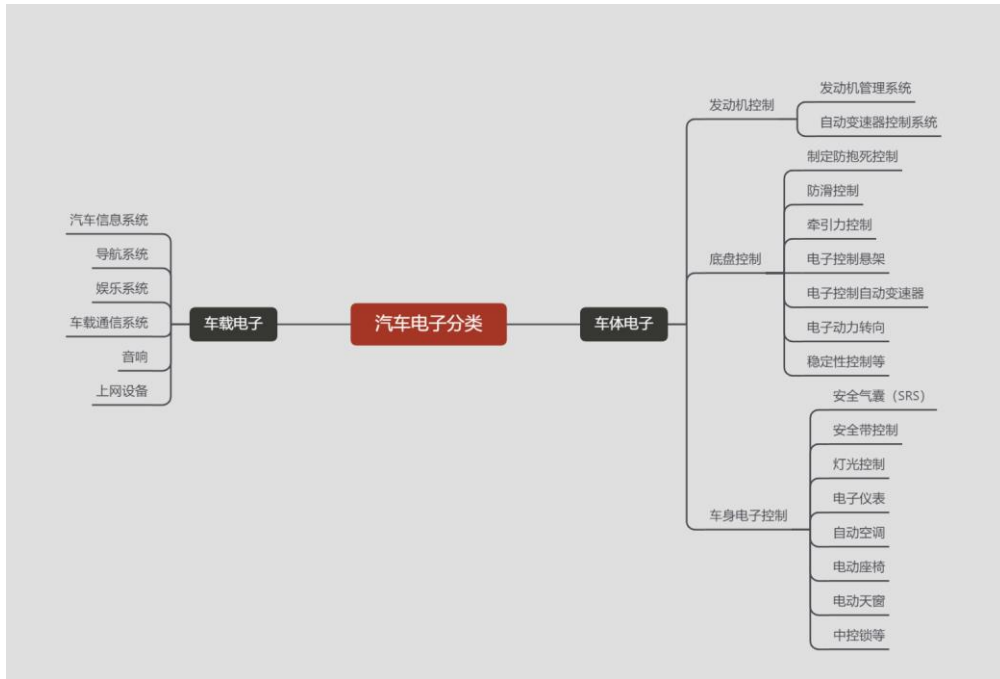 汽车电子分类
车载电子
汽车信息系统
导航系统
娱乐系统
车载通信系统
音响
上网设备
车体电子
发动机控制
发动机管理系统
自动变速器控制系统
底盘控制
制定防抱死控制
防滑控制
牵引力控制
电子控制悬架
电子控制自动变速器
电子动力转向
稳定性控制等
车身电子控制
安全气囊（SRS）
安全带控制
灯光控制
电子仪表
自动空调
电动座椅
电动天窗
中控锁等